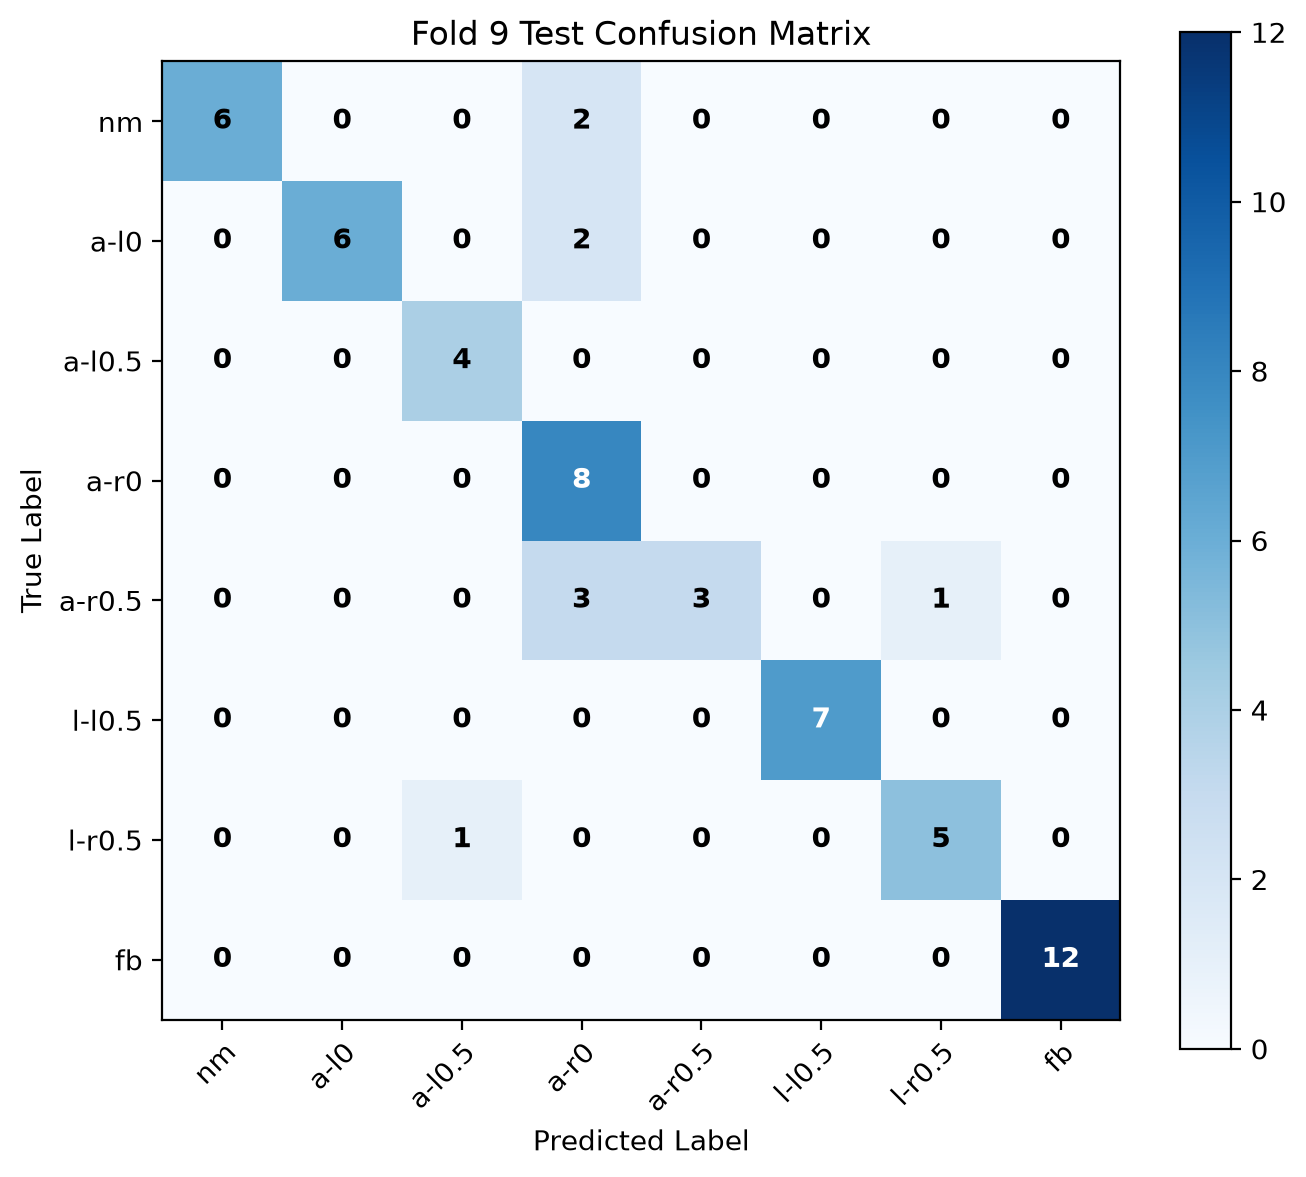 Fold 9 Test Confusion Matrix
True Label
nm 6 0 0 2 0 0 0 0
a-l0 0 6 0 2 0 0 0 0
a-l0.5 0 0 4 0 0 0 0 0
a-r0 0 0 0 8 0 0 0 0
a-r0.5 0 0 0 3 3 0 1 0
l-l0.5 0 0 0 0 0 7 0 0
l-r0.5 0 0 1 0 0 0 5 0
fb 0 0 0 0 0 0 0 12
nm a-l0 a-l0.5 a-r0 a-r0.5 l-l0.5 l-r0.5 fb
Predicted Label
12
10
8
6
4
2
0